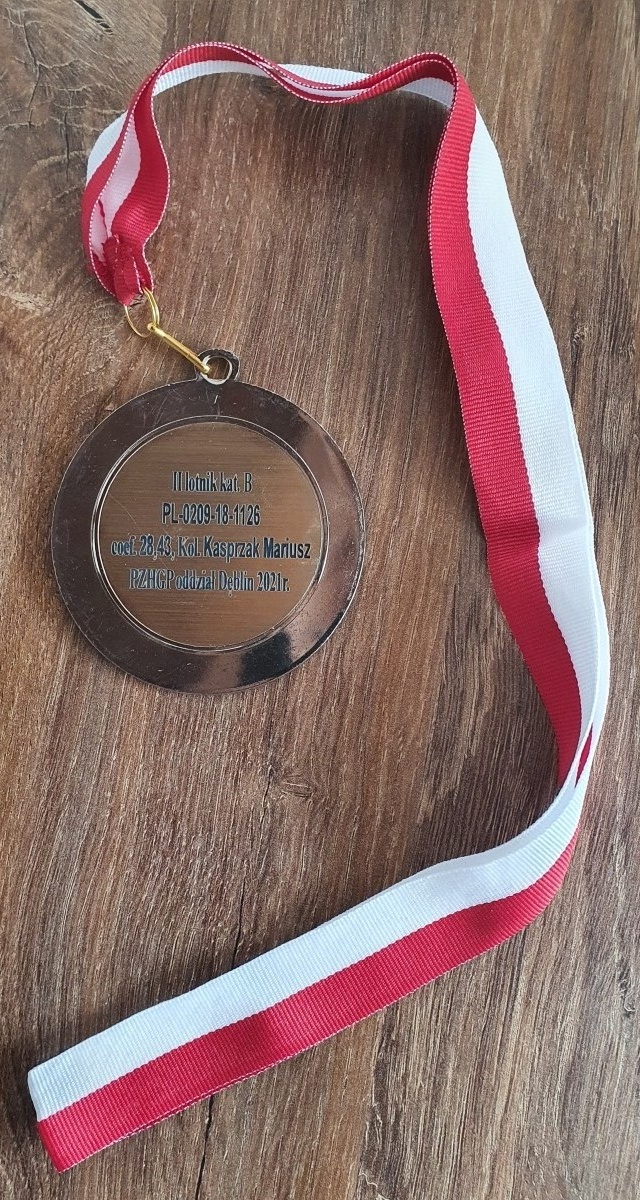 II lotnik kat. B
PL-0209-18-1126
coef. 28,43, Kol. Kasprzak Mariusz
PZHGP oddział Dęblin 2021r.